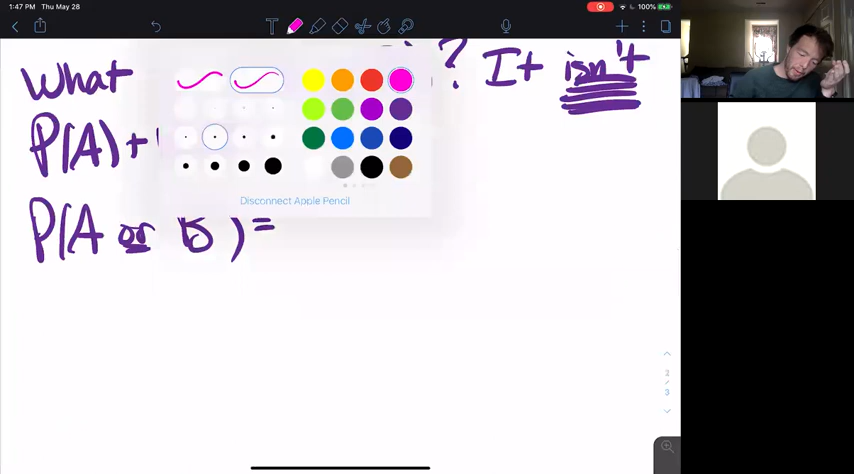 1:47 PM Thu May 28
100%
What ? It isn't
P(A) +
Disconnect Apple Pencil
P(A or B) =
2
3